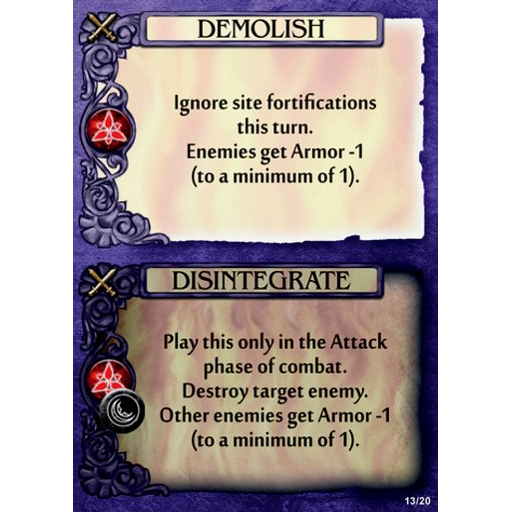 DEMOLISH
Ignore site fortifications
this turn.
Enemies get Armor -1
(to a minimum of 1).
DISINTEGRATE
Play this only in the Attack
phase of combat.
Destroy target enemy.
Other enemies get Armor -1
(to a minimum of 1).
13/20